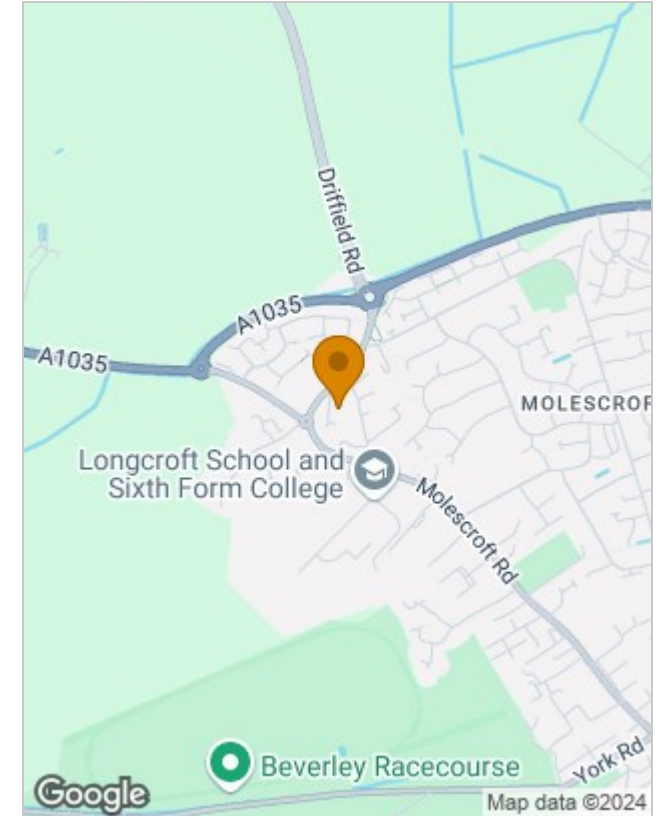 Driffield Rd
A1035
A1035
MOLESCROF
Longcroft School and
Sixth Form College
Molescroft Rd
York Rd
Beverley Racecourse
Google
Map data ©2024